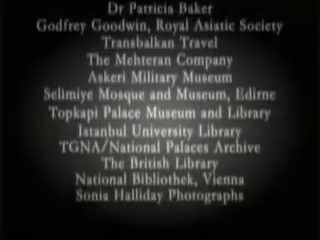 Dr Patricia Baker
Godfrey Goodwin, Royal Asiatic Society
Transbalkan Travel
The Mehteran Company
Askeri Military Museum
Selimiye Mosque and Museum, Edirne
Topkapi Palace Museum and Library
Istanbul University Library
TGNA/National Palaces Archive
The British Library
National Bibliothek, Vienna
Sonia Halliday Photographs